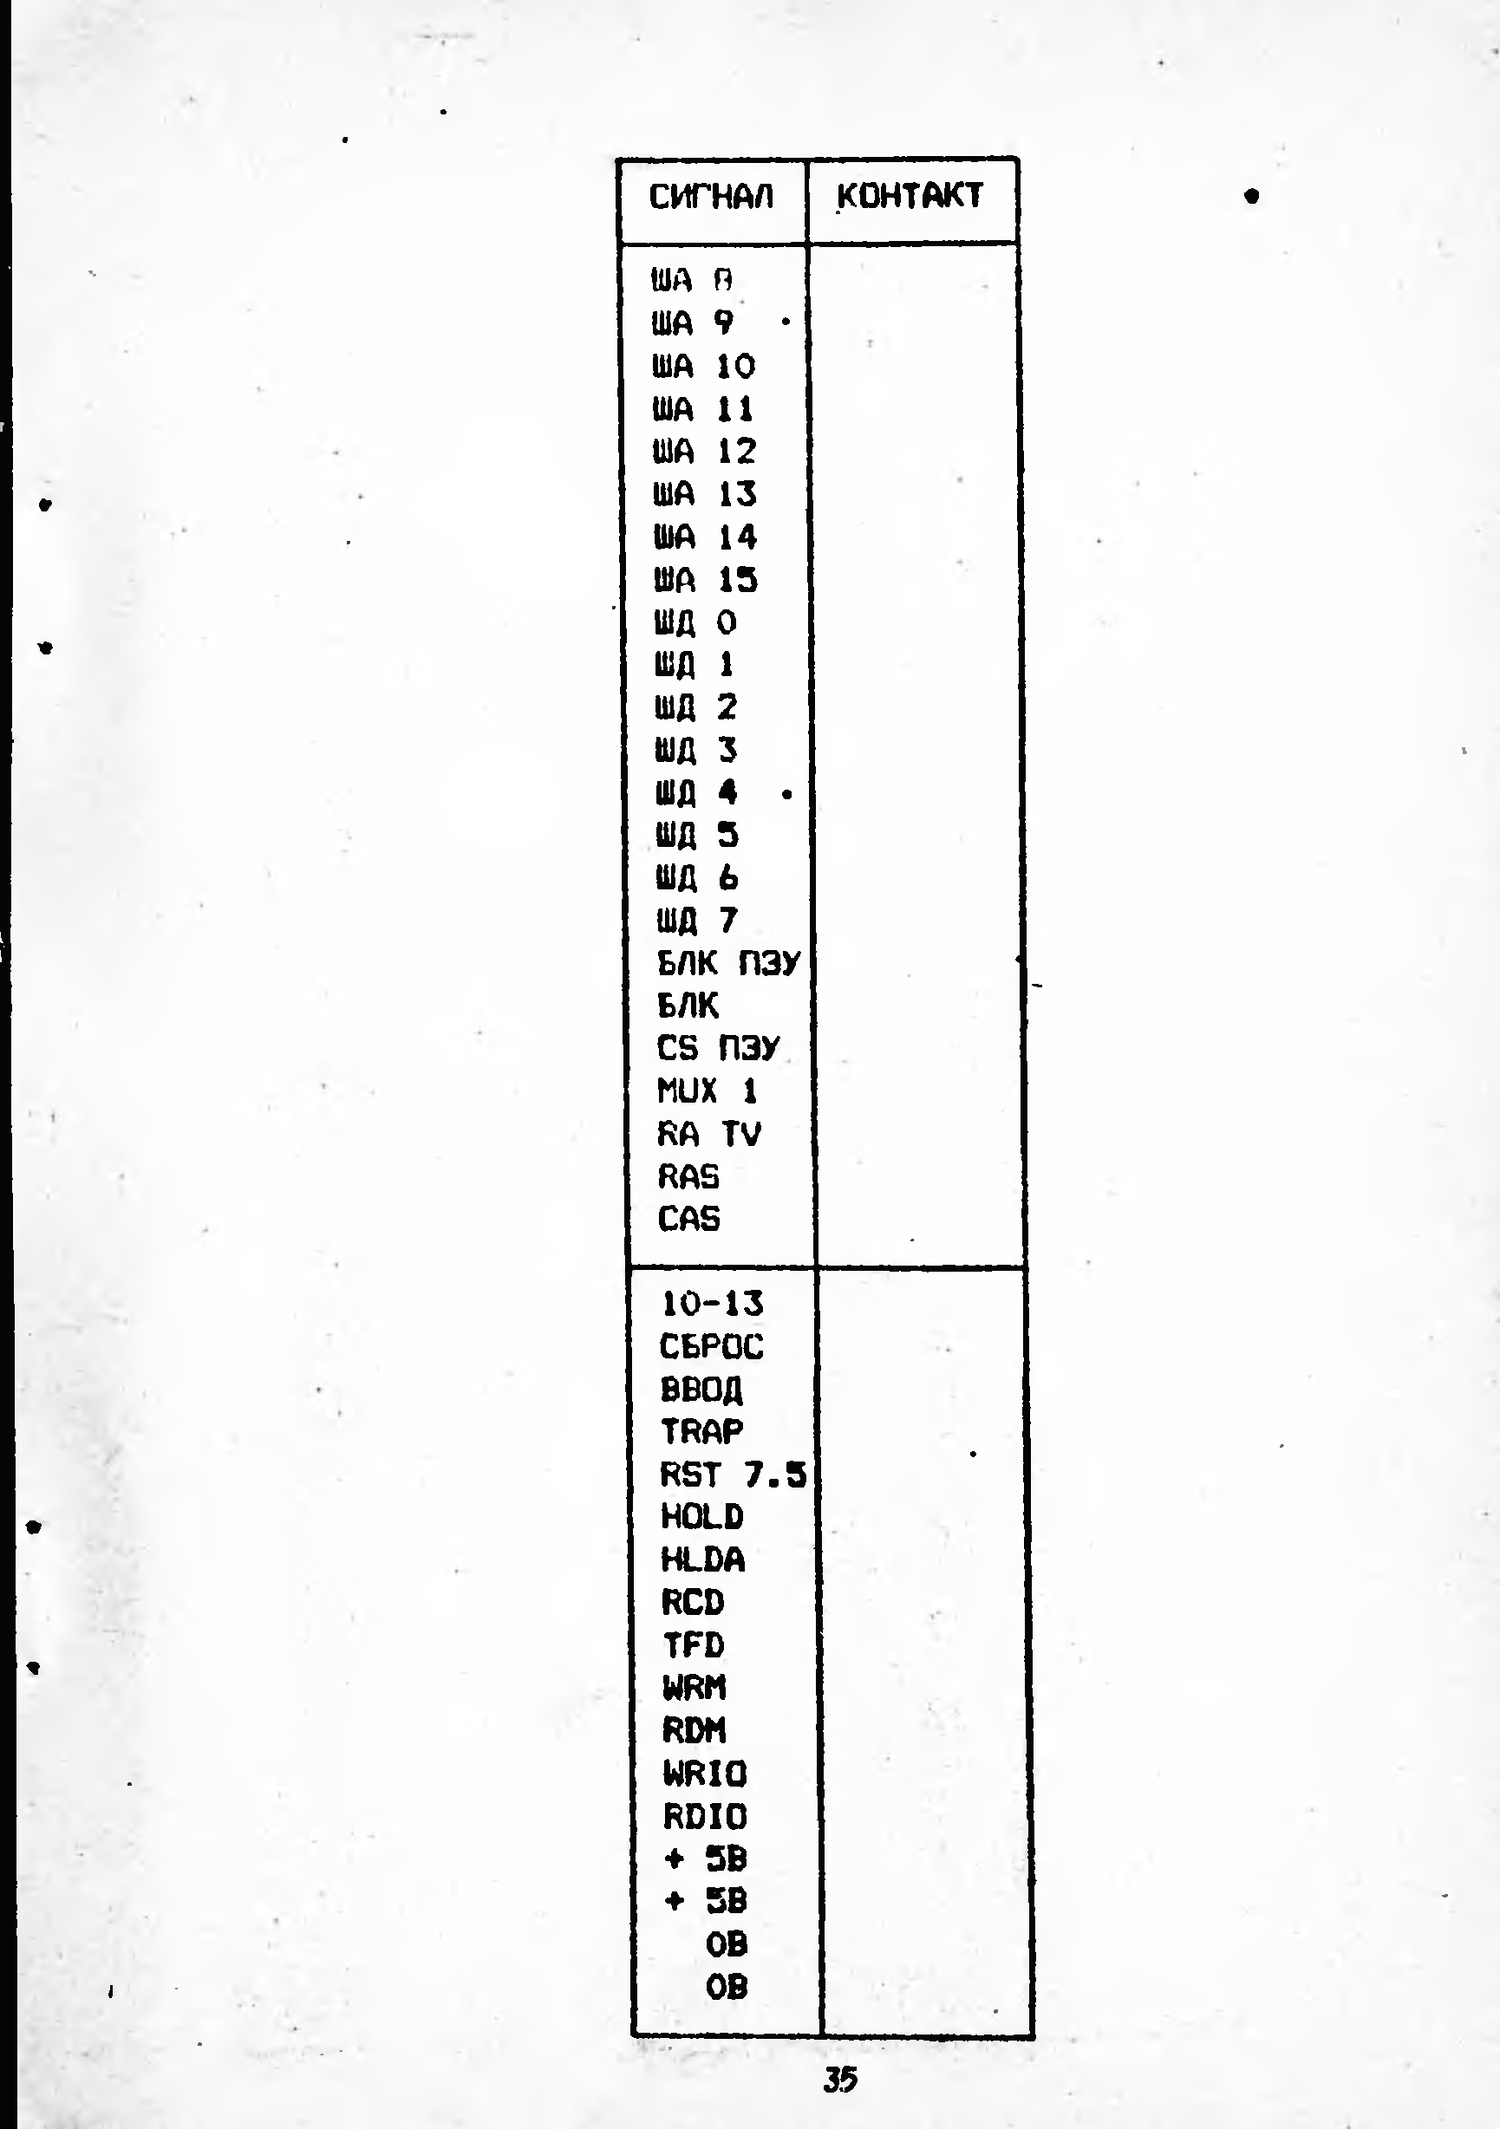 СИГНАЛ КОНТАКТ
ША 8
ША 9
ША 10
ША 11
ША 12
ША 13
ША 14
ША 15
ШД 0
ШД 1
ШД 2
ШД 3
ШД 4
ШД 5
ШД 6
ШД 7
БЛК ПЗУ
БЛК
CS ПЗУ
MUX 1
RA TV
RAS
CAS
10-13
СБРОС
ВВОД
TRAP
RST 7.5
HOLD
HLDA
RCD
TFD
WRM
RDM
WRIO
RDIO
+ 5В
+ 5В
0В
0В
35